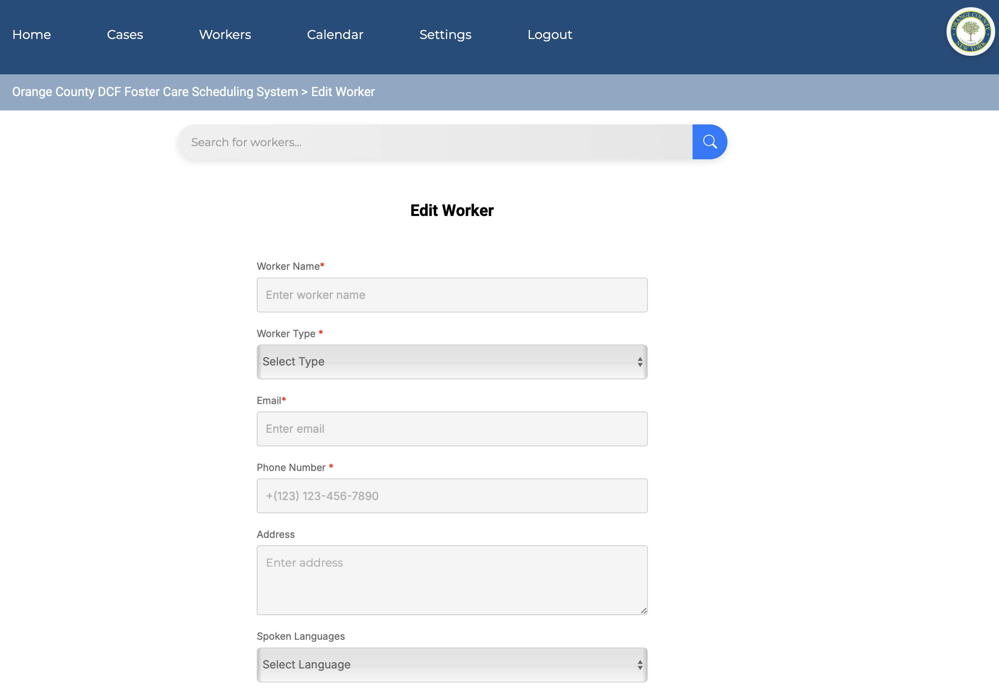 Home Cases Workers Calendar Settings Logout
ORANGE COUNTY
NEW YORK
Orange County DCF Foster Care Scheduling System > Edit Worker
Search for workers...
Edit Worker
Worker Name*
Enter worker name
Worker Type *
Select Type
Email*
Enter email
Phone Number *
+(123) 123-456-7890
Address
Enter address
Spoken Languages
Select Language